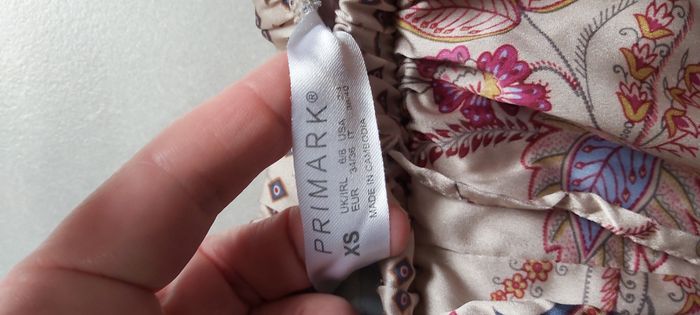 PRIMARK®
XS
UK/IRL 6/8 USA
EUR 34/36 IT
MADE IN CAMBODIA